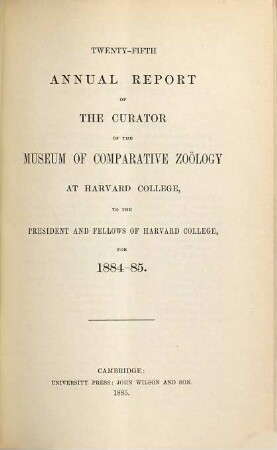 TWENTY-FIFTH
ANNUAL REPORT
OF
THE CURATOR
OF THE
MUSEUM OF COMPARATIVE ZOÖLOGY
AT HARVARD COLLEGE,
TO THE
PRESIDENT AND FELLOWS OF HARVARD COLLEGE,
FOR
1884-85.
CAMBRIDGE:
UNIVERSITY PRESS; JOHN WILSON AND SON.
1885.